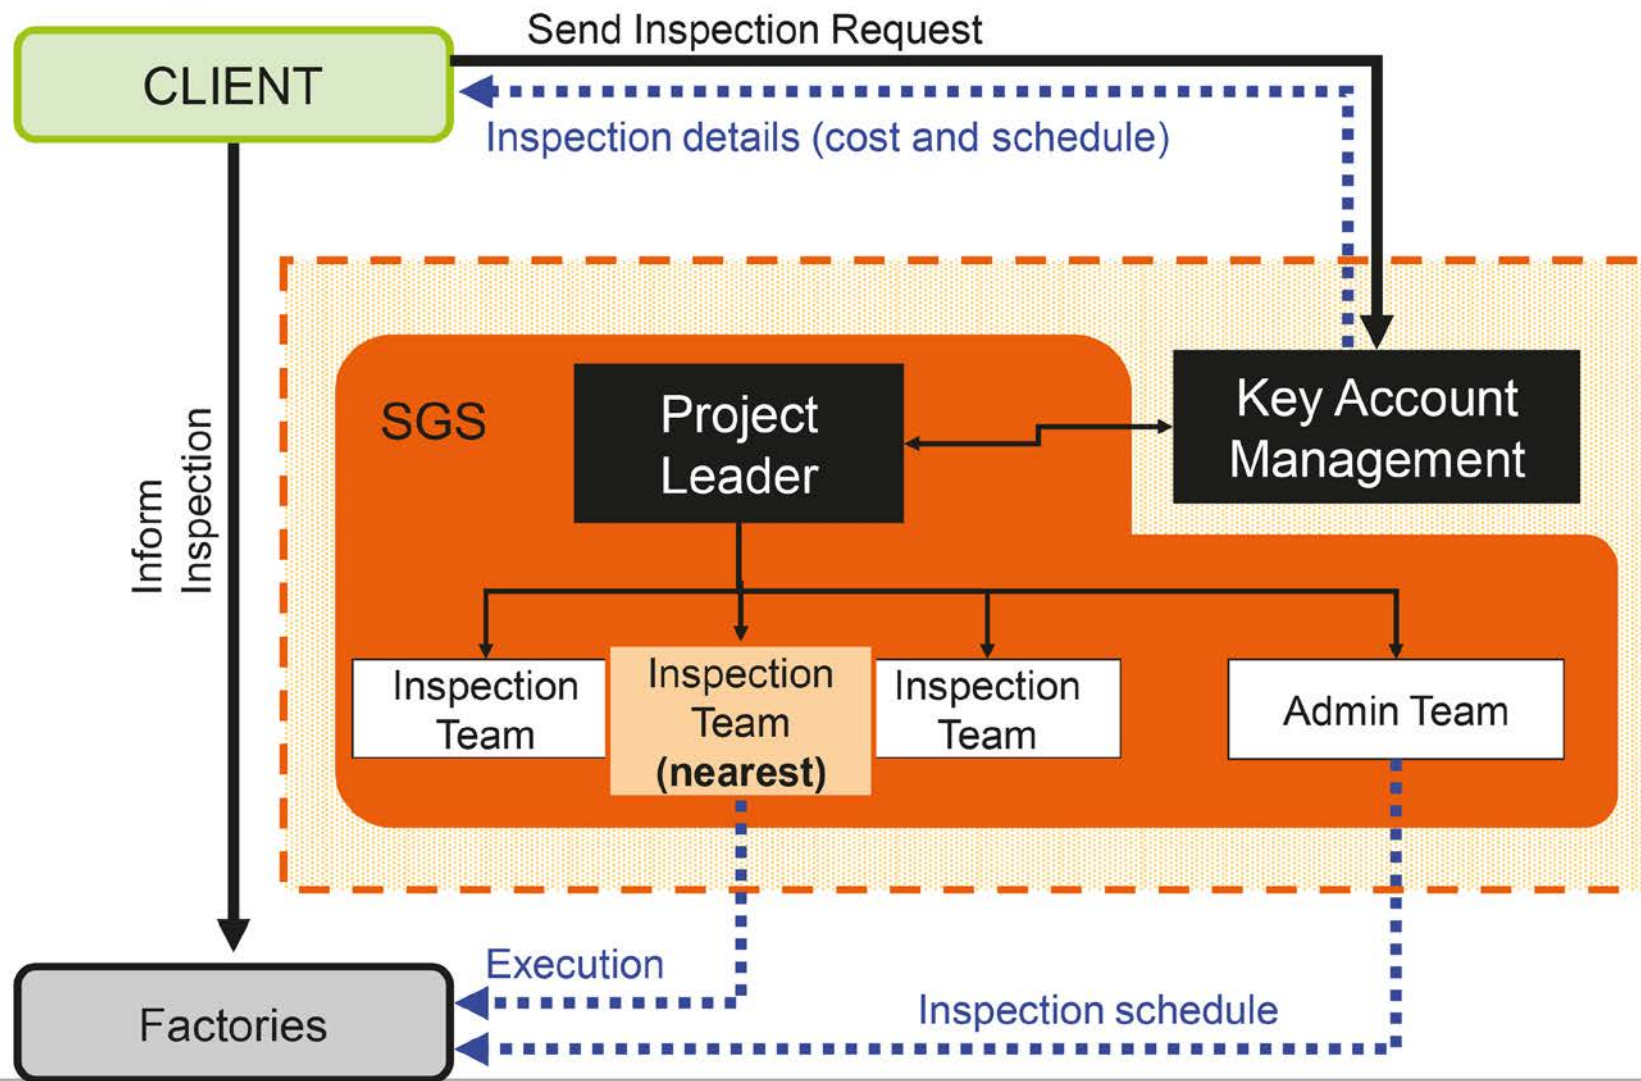 Send Inspection Request
CLIENT
Inspection details (cost and schedule)
Inform
Inspection
SGS
Project
Leader
Key Account
Management
Inspection
Team
Inspection
Team
(nearest)
Inspection
Team
Admin Team
Execution
Inspection schedule
Factories